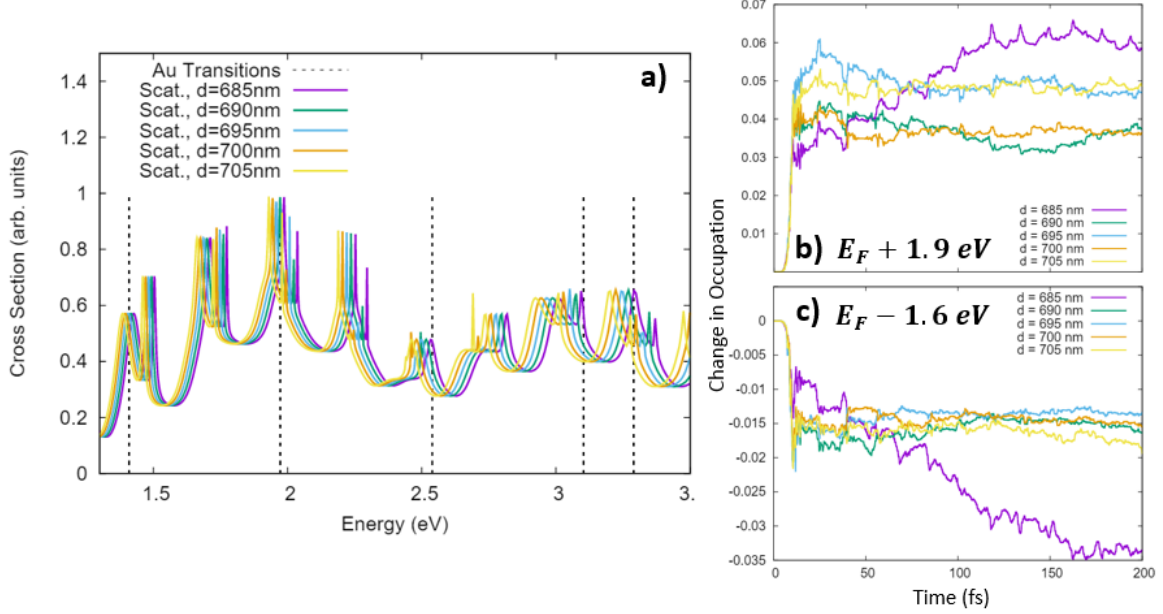 a)
Au Transitions
Scat., d=685nm
Scat., d=690nm
Scat., d=695nm
Scat., d=700nm
Scat., d=705nm
Cross Section (arb. units)
1.4
1.2
1
0.8
0.6
0.4
0.2
0
1.5
2
2.5
3
3.
Energy (eV)
Change in Occupation
0.07
0.06
0.05
0.04
0.03
0.02
0.01
b) E_F + 1.9 eV
d = 685 nm
d = 690 nm
d = 695 nm
d = 700 nm
d = 705 nm
c) E_F − 1.6 eV
d = 685 nm
d = 690 nm
d = 695 nm
d = 700 nm
d = 705 nm
0
-0.005
-0.01
-0.015
-0.02
-0.025
-0.03
-0.035
0
50
100
150
200
Time (fs)